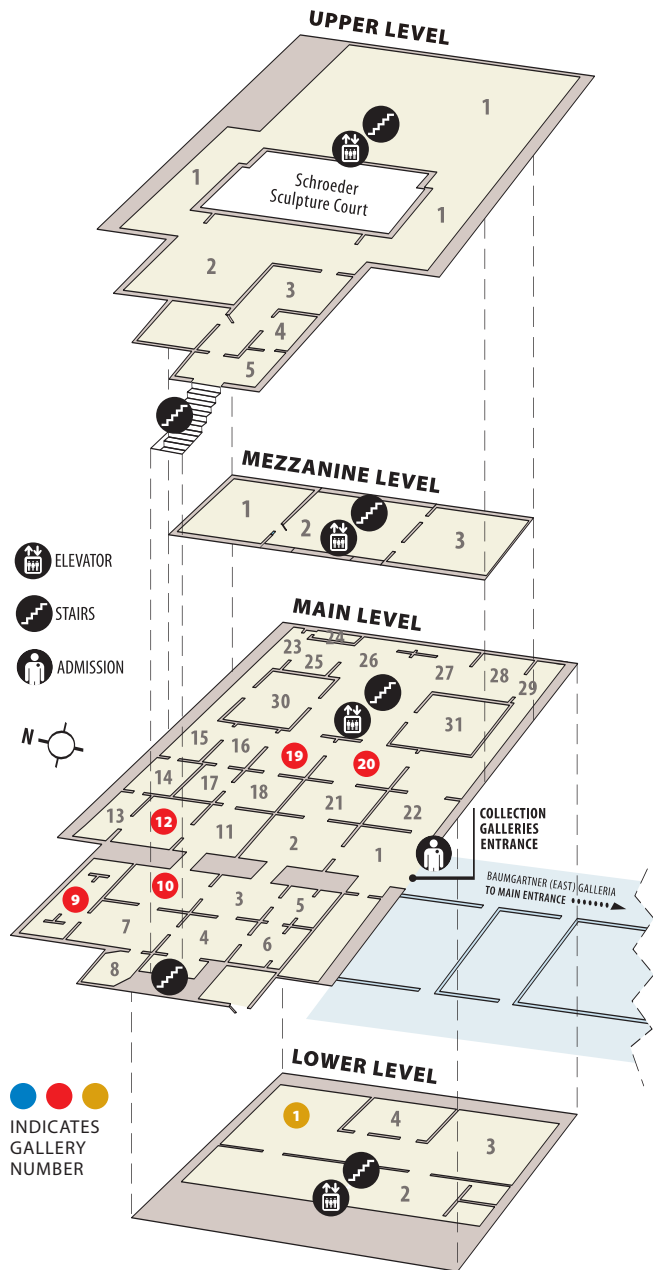 UPPER LEVEL
1
1
Schroeder
Sculpture Court
1
2
3
4
5
MEZZANINE LEVEL
1
2
3
ELEVATOR
STAIRS
ADMISSION
N
MAIN LEVEL
23
24
25
26
27
28
29
30
31
15
16
19
20
14
17
18
21
22
13
12
11
2
1
COLLECTION
GALLERIES
ENTRANCE
BAUMGARTNER (EAST) GALLERIA
TO MAIN ENTRANCE
9
10
3
5
7
4
6
8
LOWER LEVEL
1
4
3
2
INDICATES
GALLERY
NUMBER